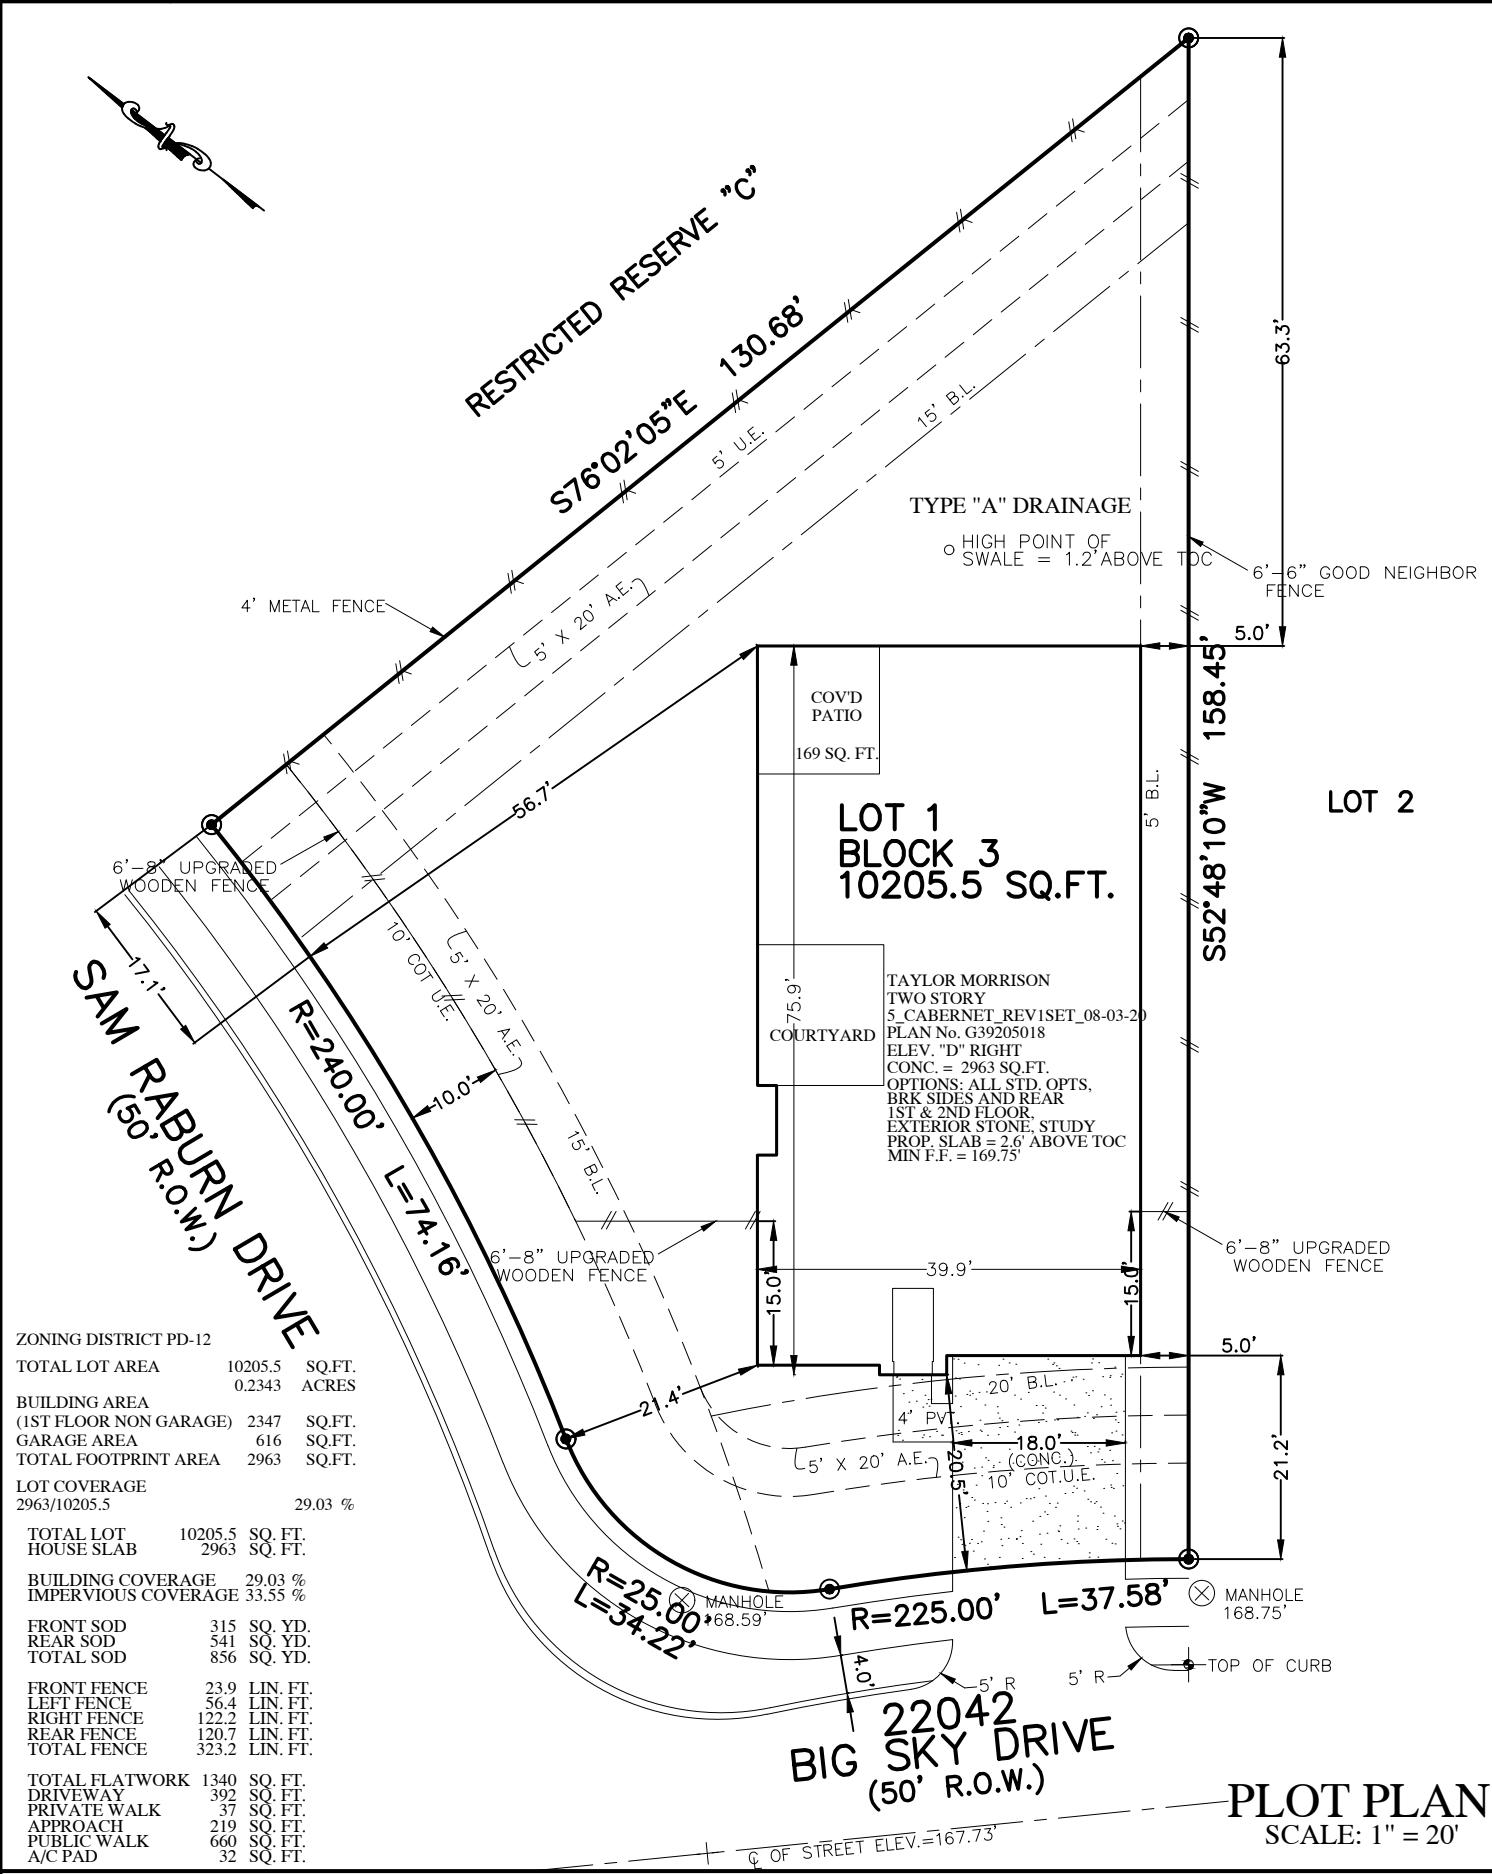 RESTRICTED RESERVE "C"
S76°02'05"E 130.68'
63.3'
5' U.E.
15' B.L.
TYPE "A" DRAINAGE
HIGH POINT OF
SWALE = 1.2' ABOVE TOC
6'-6" GOOD NEIGHBOR
FENCE
4' METAL FENCE
5' X 20' A.E.
5.0'
COV'D
PATIO
169 SQ. FT.
S52°48'10"W 158.45'
56.7'
5' B.L.
LOT 2
LOT 1
BLOCK 3
10205.5 SQ.FT.
6'-8" UPGRADED
WOODEN FENCE
17.1'
10' COT U.E.
5' X 20' A.E.
75.9'
COURTYARD
TAYLOR MORRISON
TWO STORY
5_CABERNET_REV1SET_08-03-20
PLAN No. G39205018
ELEV. "D" RIGHT
CONC. = 2963 SQ.FT.
OPTIONS: ALL STD. OPTS,
BRK SIDES AND REAR
1ST & 2ND FLOOR,
EXTERIOR STONE, STUDY
PROP. SLAB = 2.6' ABOVE TOC
MIN F.F. = 169.75'
SAM RABURN DRIVE
(50' R.O.W.)
R=240.00' L=74.16'
10.0'
15' B.L.
6'-8" UPGRADED
WOODEN FENCE
15.0'
39.9'
15.0'
6'-8" UPGRADED
WOODEN FENCE
5.0'
21.4'
20' B.L.
4' PVT.
18.0'
(CONC.)
5' X 20' A.E.
20.5'
10' COT.U.E.
21.2'
R=25.00'
L=34.22'
MANHOLE
168.59'
R=225.00' L=37.58'
MANHOLE
168.75'
4.0'
5' R
5' R
TOP OF CURB
22042
BIG SKY DRIVE
(50' R.O.W.)
℄ OF STREET ELEV.=167.73'
PLOT PLAN
SCALE: 1" = 20'
ZONING DISTRICT PD-12
TOTAL LOT AREA 10205.5 SQ.FT.
0.2343 ACRES
BUILDING AREA
(1ST FLOOR NON GARAGE) 2347 SQ.FT.
GARAGE AREA 616 SQ.FT.
TOTAL FOOTPRINT AREA 2963 SQ.FT.
LOT COVERAGE
2963/10205.5 29.03 %
TOTAL LOT 10205.5 SQ. FT.
HOUSE SLAB 2963 SQ. FT.
BUILDING COVERAGE 29.03 %
IMPERVIOUS COVERAGE 33.55 %
FRONT SOD 315 SQ. YD.
REAR SOD 541 SQ. YD.
TOTAL SOD 856 SQ. YD.
FRONT FENCE 23.9 LIN. FT.
LEFT FENCE 56.4 LIN. FT.
RIGHT FENCE 122.2 LIN. FT.
REAR FENCE 120.7 LIN. FT.
TOTAL FENCE 323.2 LIN. FT.
TOTAL FLATWORK 1340 SQ. FT.
DRIVEWAY 392 SQ. FT.
PRIVATE WALK 37 SQ. FT.
APPROACH 219 SQ. FT.
PUBLIC WALK 660 SQ. FT.
A/C PAD 32 SQ. FT.